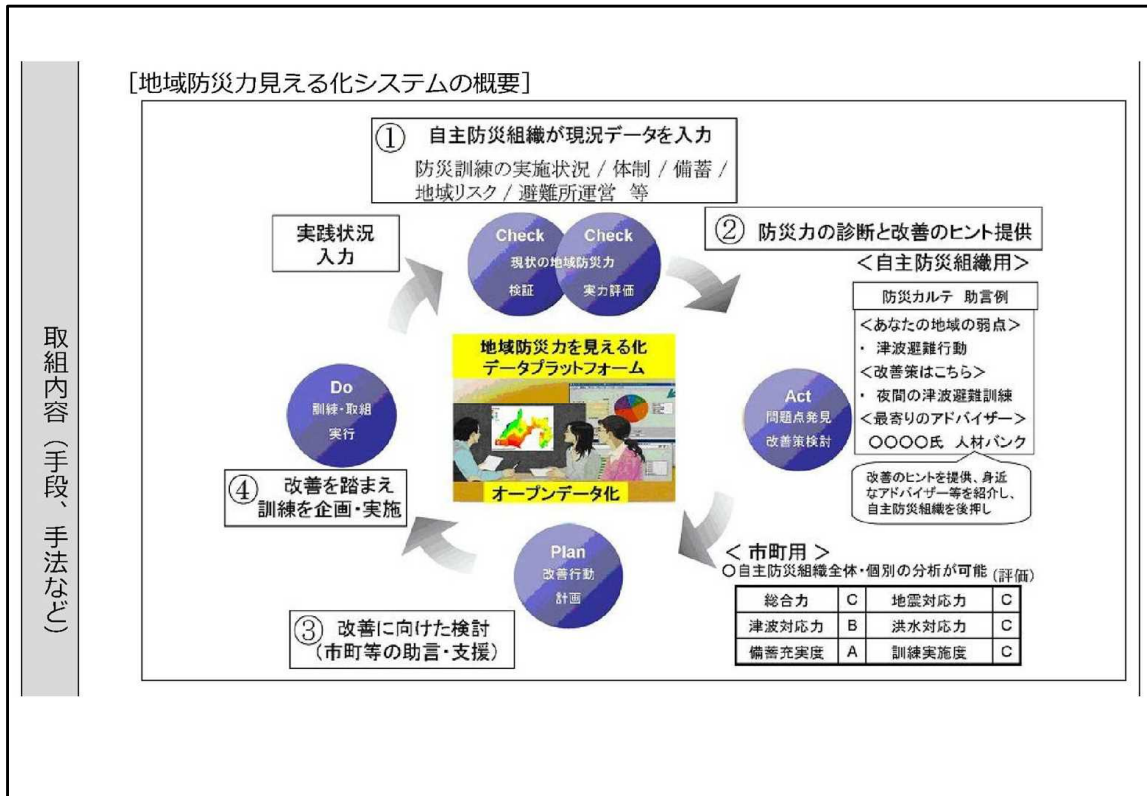 [地域防災力見える化システムの概要]
取組内容（手段、手法など）
① 自主防災組織が現況データを入力
防災訓練の実施状況 / 体制 / 備蓄 /
地域リスク / 避難所運営 等
実践状況
入力
Check
現状の地域防災力
検証
Check
実力評価
② 防災力の診断と改善のヒント提供
＜自主防災組織用＞
防災カルテ 助言例
＜あなたの地域の弱点＞
・ 津波避難行動
＜改善策はこちら＞
・ 夜間の津波避難訓練
＜最寄りのアドバイザー＞
〇〇〇〇氏 人材バンク
改善のヒントを提供、身近
なアドバイザー等を紹介し、
自主防災組織を後押し
地域防災力を見える化
データプラットフォーム
オープンデータ化
Act
問題点発見
改善策検討
Do
訓練・取組
実行
④ 改善を踏まえ
訓練を企画・実施
Plan
改善行動
計画
③ 改善に向けた検討
(市町等の助言・支援)
＜ 市町用 ＞
〇自主防災組織全体・個別の分析が可能 (評価)
総合力 C 地震対応力 C
津波対応力 B 洪水対応力 C
備蓄充実度 A 訓練実施度 C